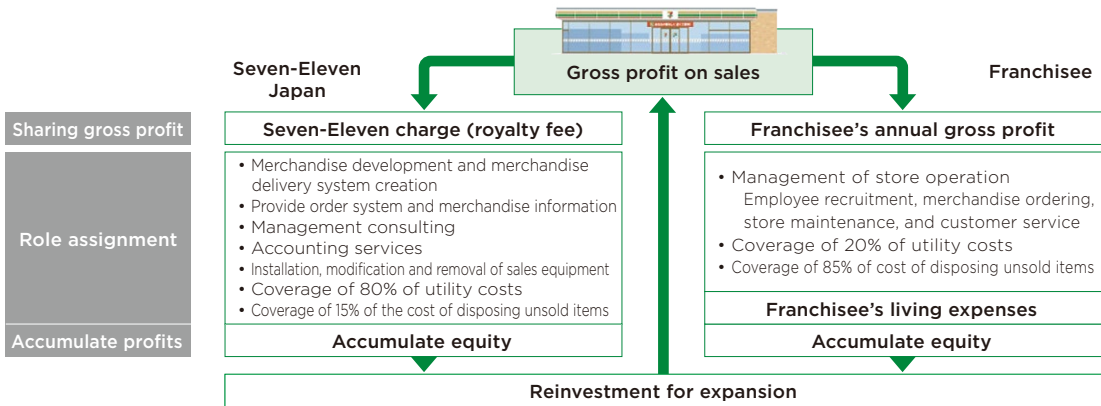 Seven-Eleven
Japan
Gross profit on sales
Franchisee
Sharing gross profit
Seven-Eleven charge (royalty fee)
Franchisee's annual gross profit
Role assignment
• Merchandise development and merchandise
delivery system creation
• Provide order system and merchandise information
• Management consulting
• Accounting services
• Installation, modification and removal of sales equipment
• Coverage of 80% of utility costs
• Coverage of 15% of the cost of disposing unsold items
• Management of store operation
Employee recruitment, merchandise ordering,
store maintenance, and customer service
• Coverage of 20% of utility costs
• Coverage of 85% of cost of disposing unsold items
Franchisee's living expenses
Accumulate profits
Accumulate equity
Accumulate equity
Reinvestment for expansion